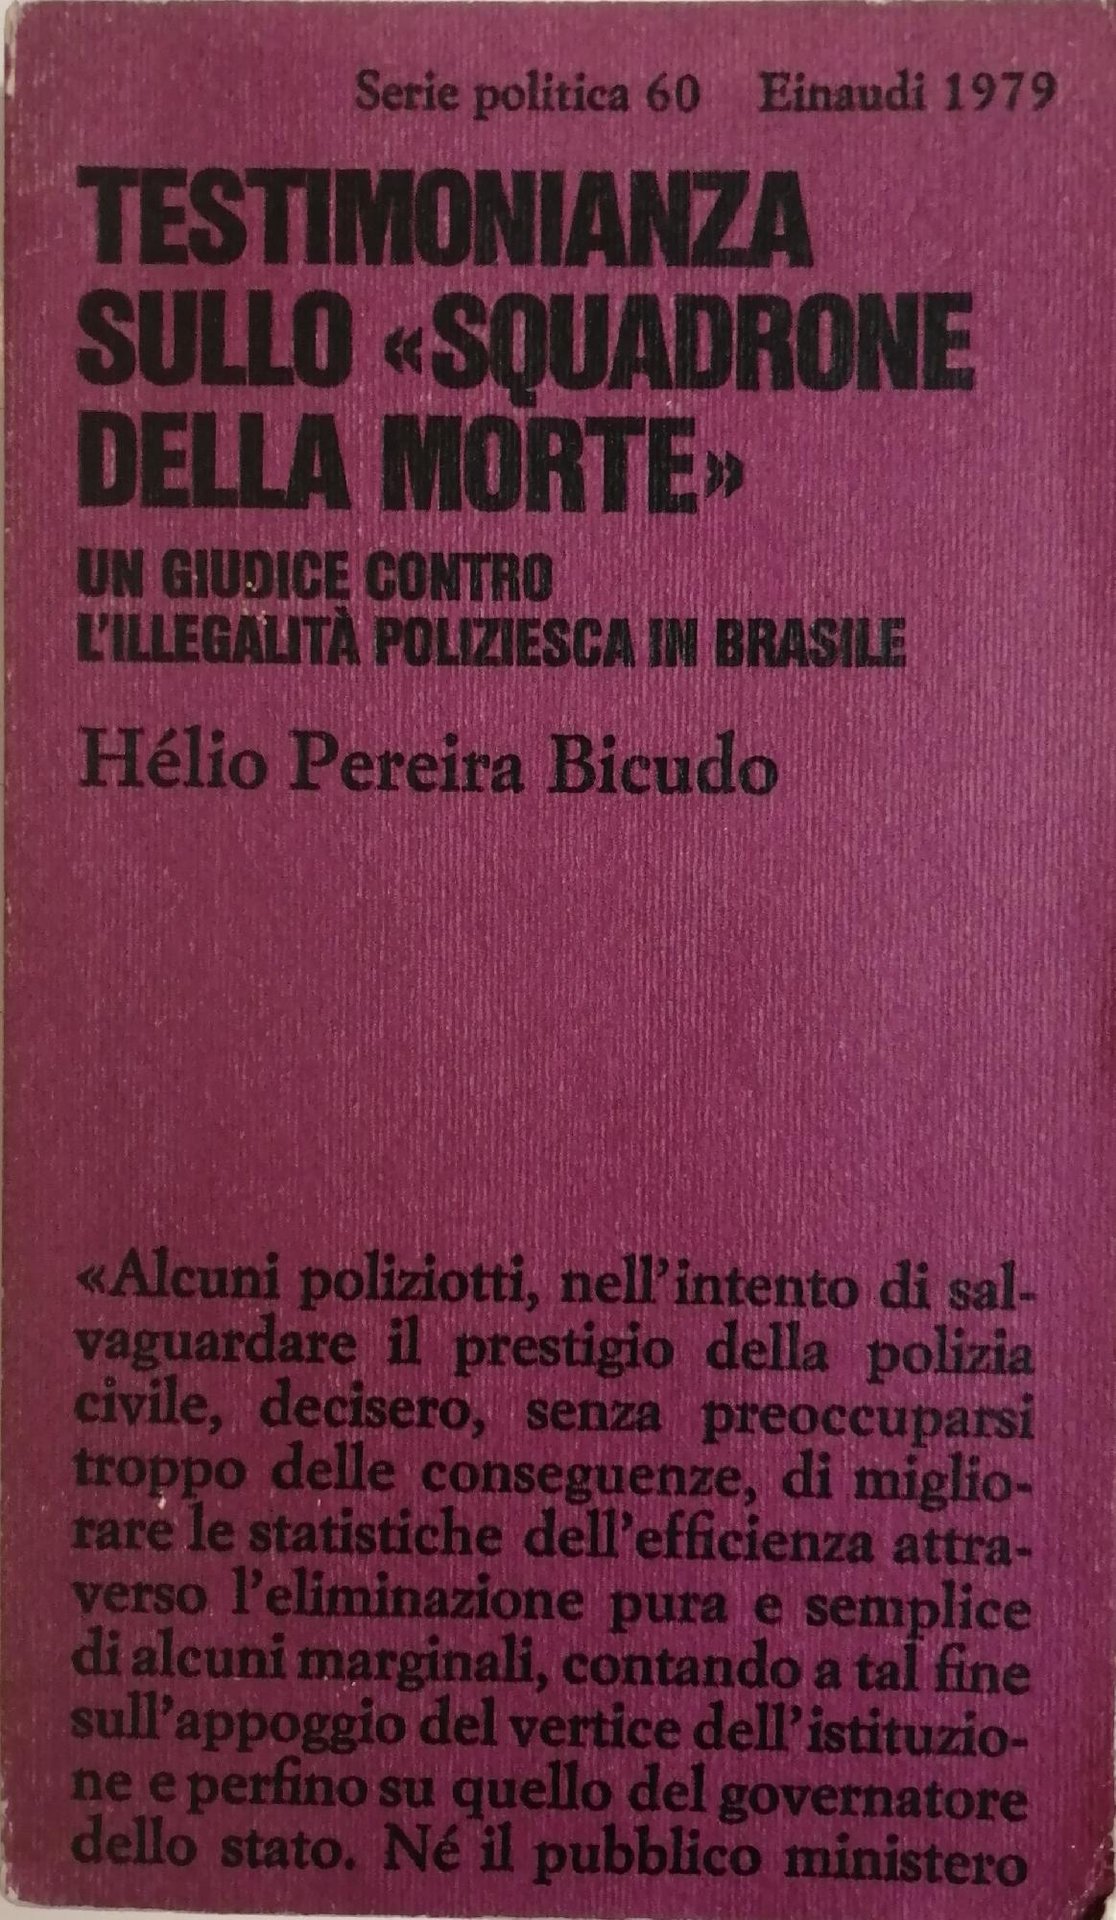 Serie politica 60 Einaudi 1979
TESTIMONIANZA
SULLO «SQUADRONE
DELLA MORTE»
UN GIUDICE CONTRO
L'ILLEGALITÀ POLIZIESCA IN BRASILE
Hélio Pereira Bicudo
«Alcuni poliziotti, nell'intento di sal-
vaguardare il prestigio della polizia
civile, decisero, senza preoccuparsi
troppo delle conseguenze, di miglio-
rare le statistiche dell'efficienza attra-
verso l'eliminazione pura e semplice
di alcuni marginali, contando a tal fine
sull'appoggio del vertice dell'istituzio-
ne e perfino su quello del governatore
dello stato. Né il pubblico ministero